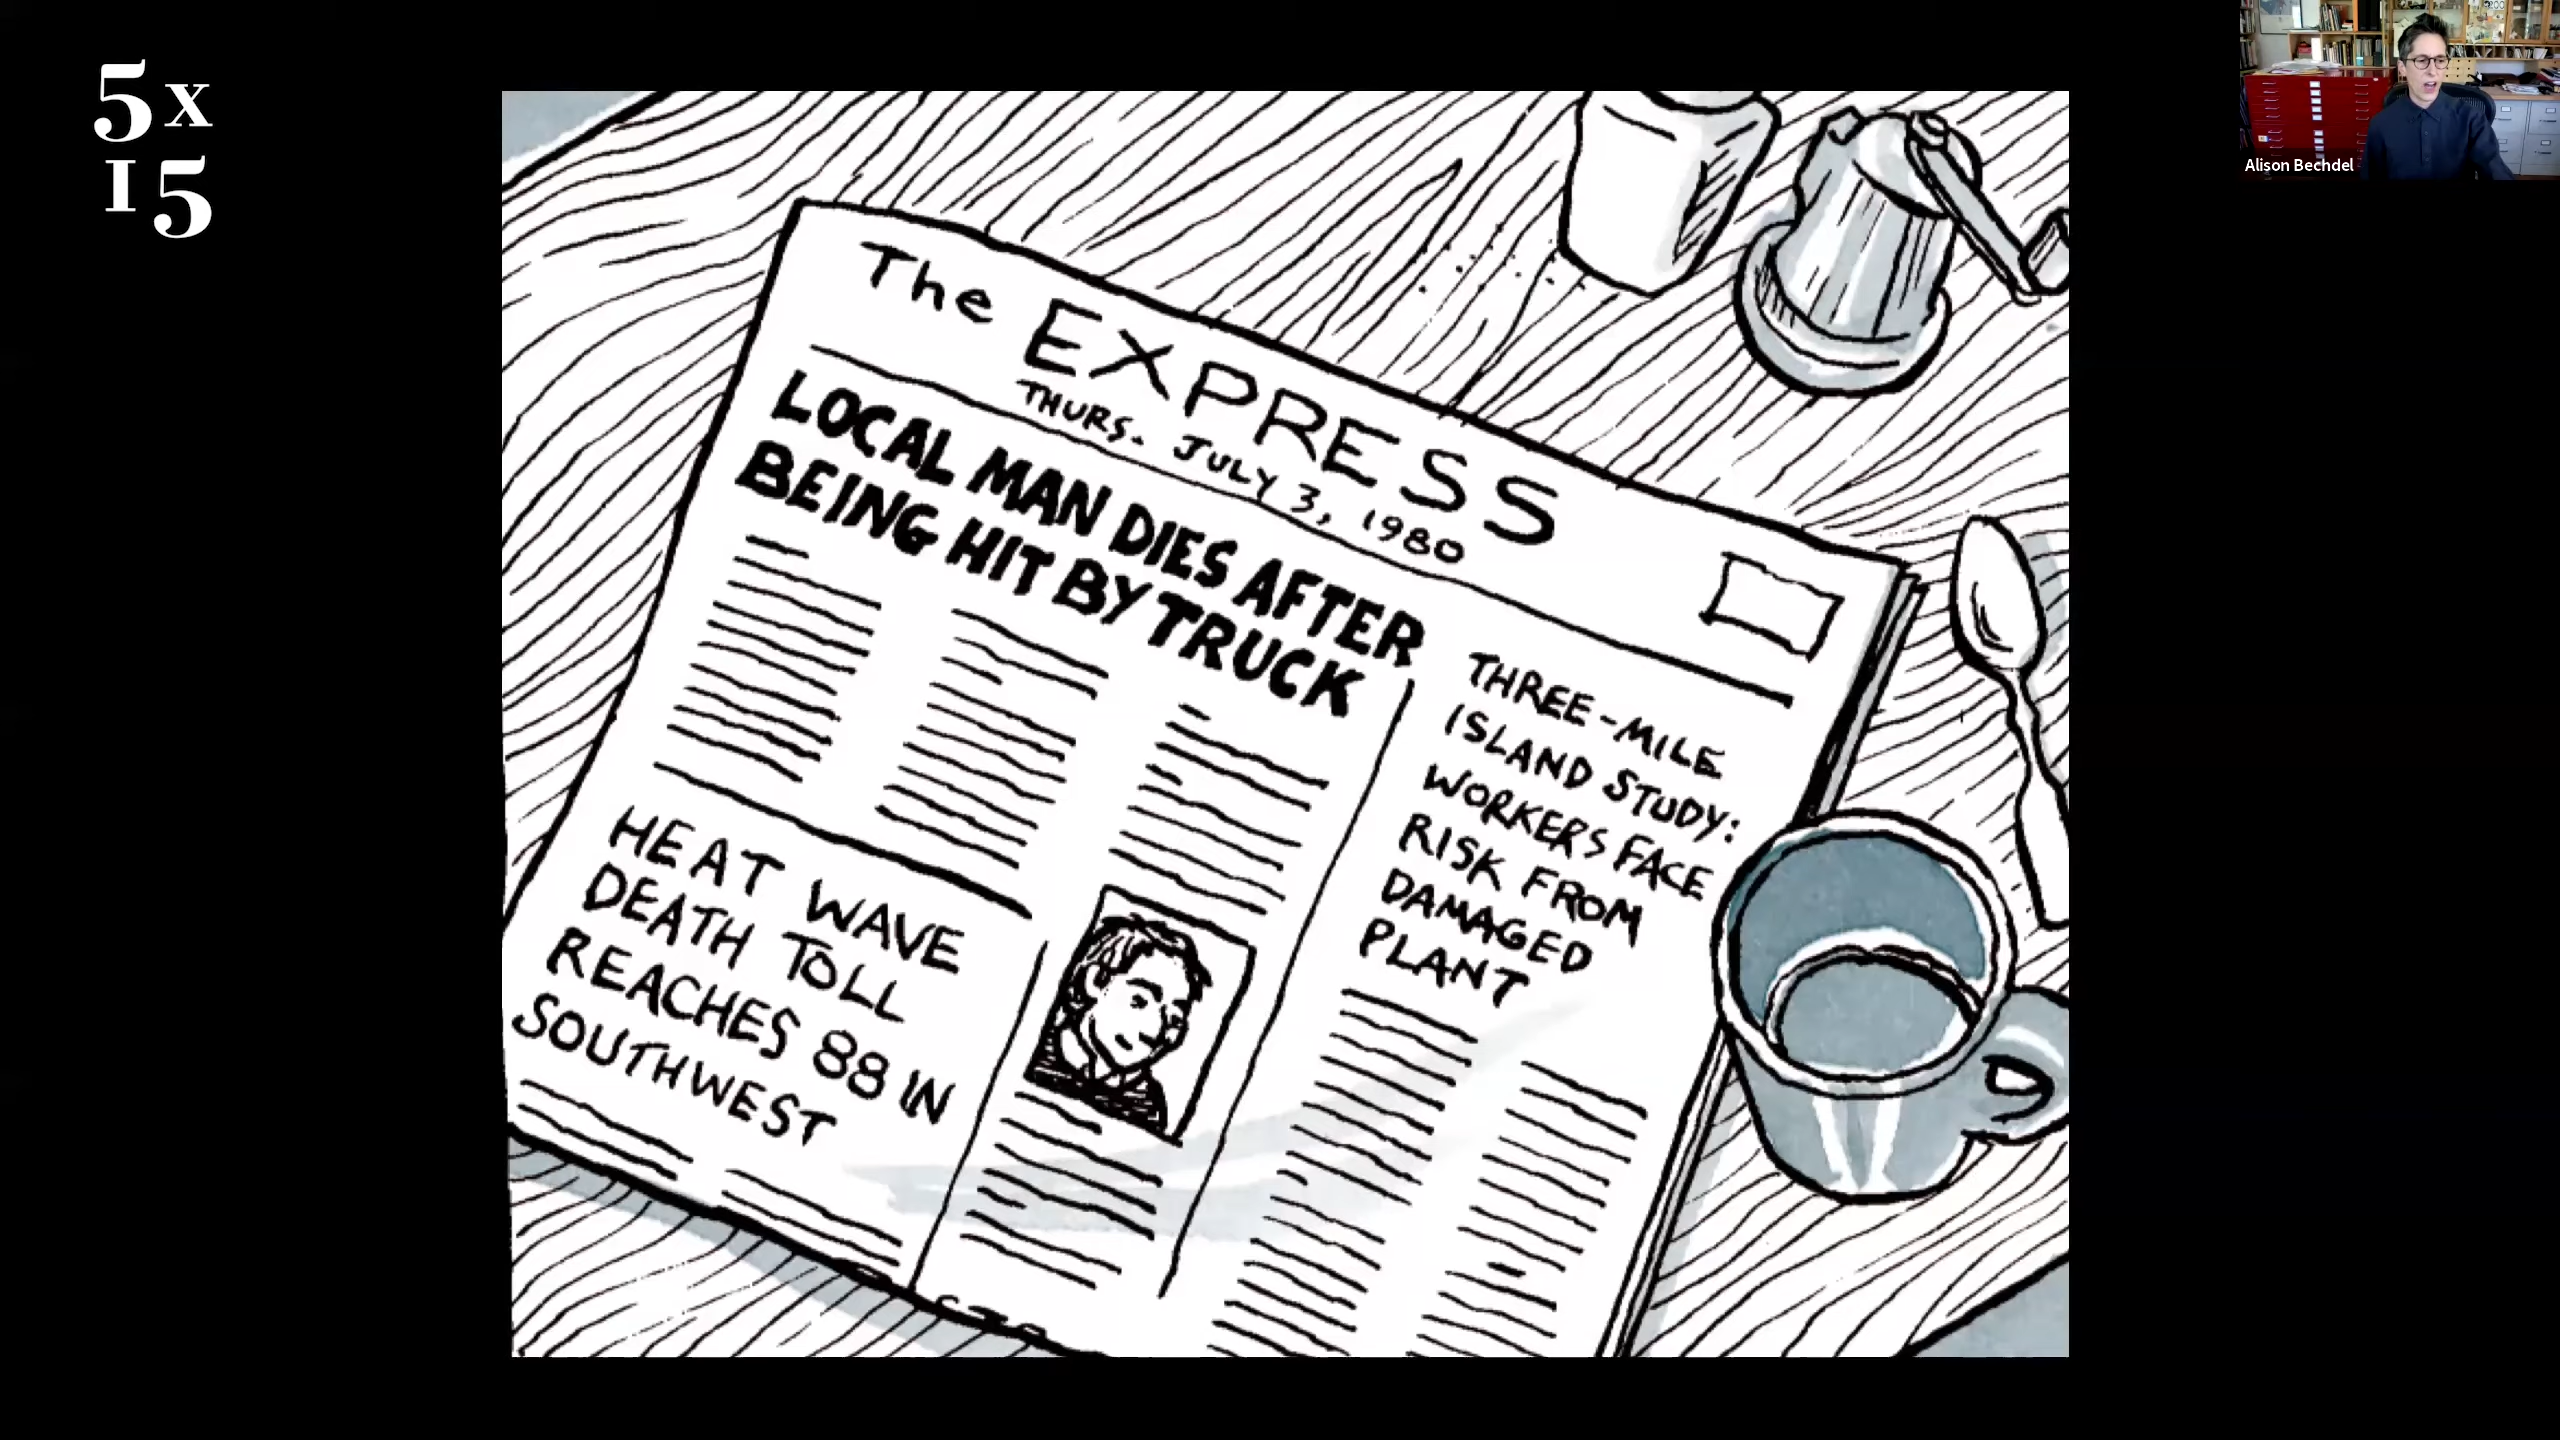 5 x
15
Alison Bechdel
The EXPRESS
THURS. JULY 3, 1980
LOCAL MAN DIES AFTER
BEING HIT BY TRUCK
THREE-MILE
ISLAND STUDY:
WORKERS FACE
RISK FROM
DAMAGED
PLANT
HEAT WAVE
DEATH TOLL
REACHES 88 IN
SOUTHWEST